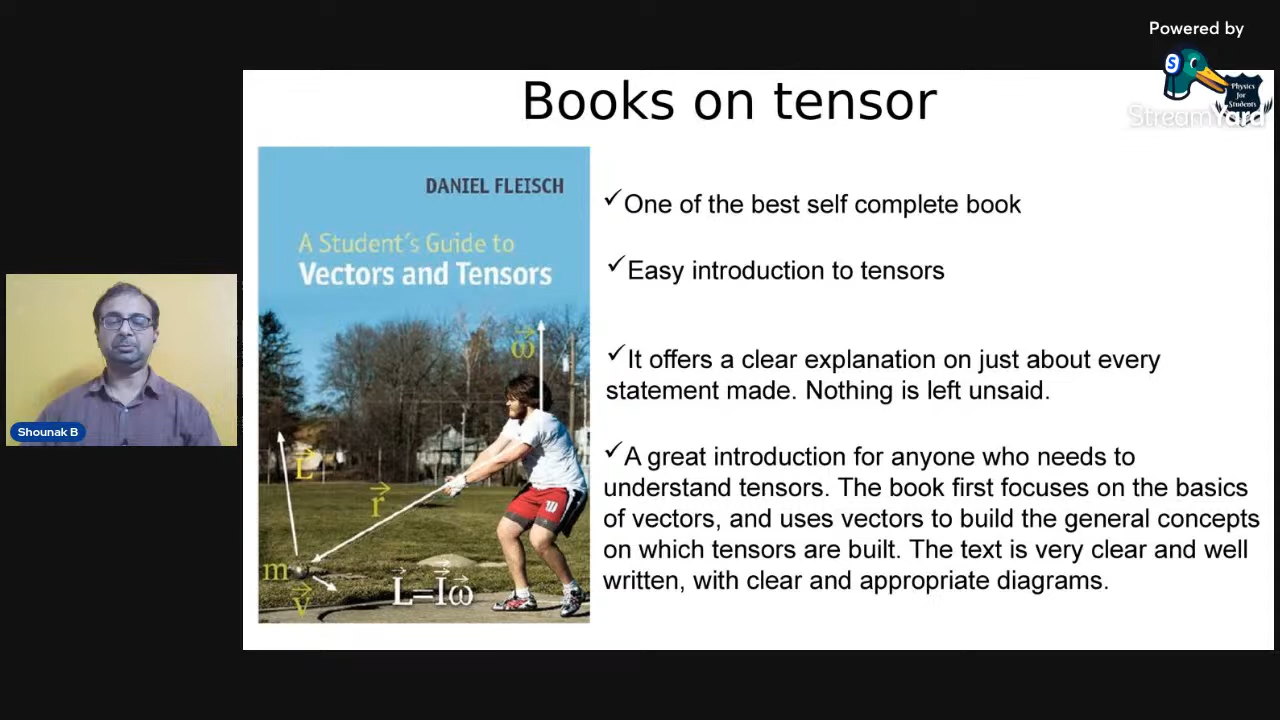 Powered by
S
Physics
for
Students
StreamYard
Books on tensor
DANIEL FLEISCH
A Student's Guide to
Vectors and Tensors
ω
L
r
m
V
L=Iω
W
✓One of the best self complete book
✓Easy introduction to tensors
✓It offers a clear explanation on just about every
statement made. Nothing is left unsaid.
✓A great introduction for anyone who needs to
understand tensors. The book first focuses on the basics
of vectors, and uses vectors to build the general concepts
on which tensors are built. The text is very clear and well
written, with clear and appropriate diagrams.
Shounak B